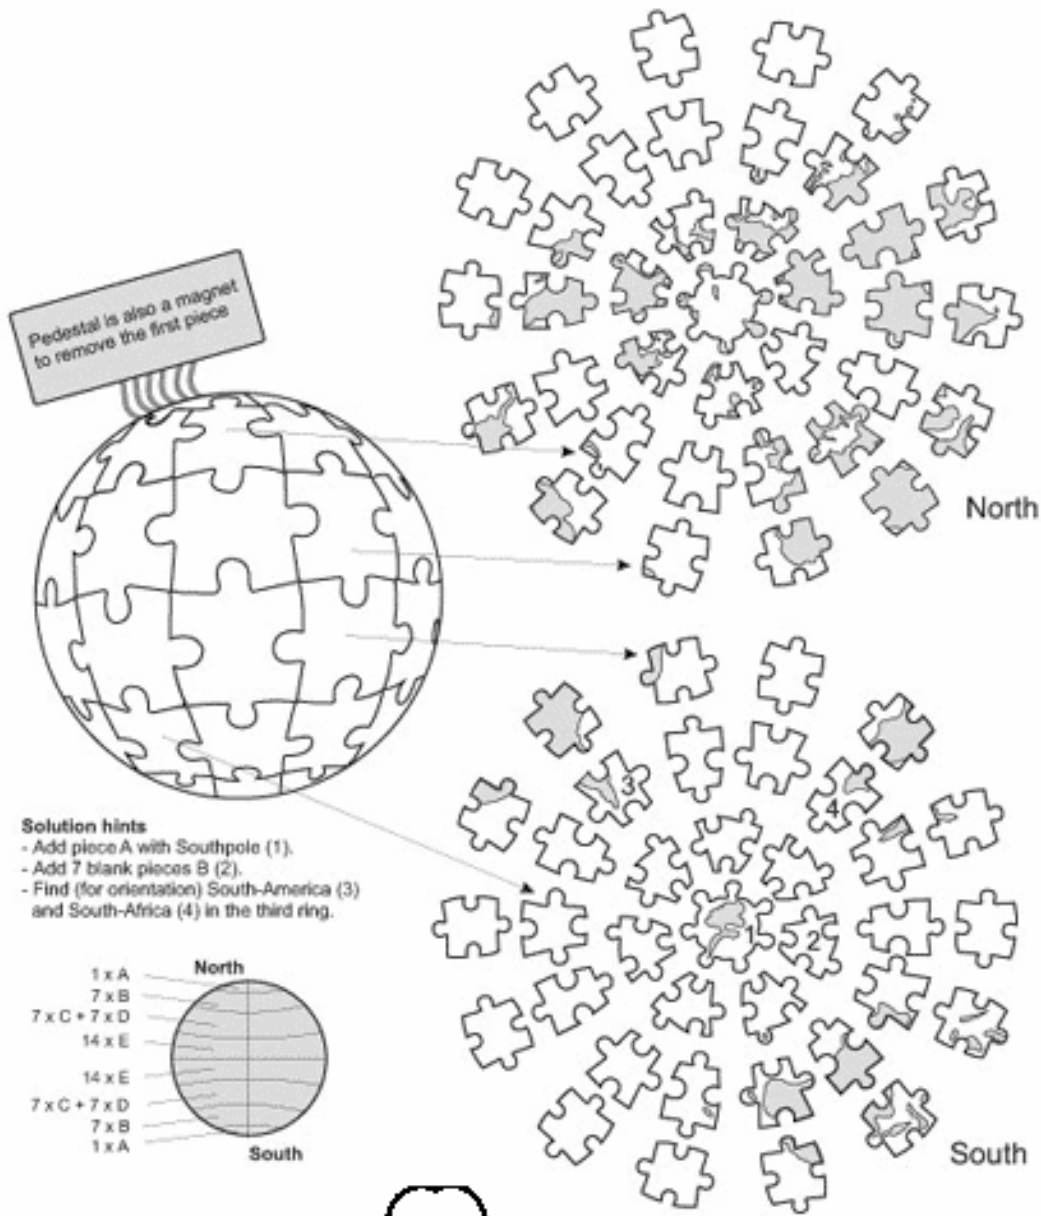 Pedestal is also a magnet
to remove the first piece
North
3
4
Solution hints
- Add piece A with Southpole (1).
- Add 7 blank pieces B (2).
- Find (for orientation) South-America (3)
and South-Africa (4) in the third ring.
1
2
North
1 x A
7 x B
7 x C + 7 x D
14 x E
14 x E
7 x C + 7 x D
7 x B
1 x A
South
South